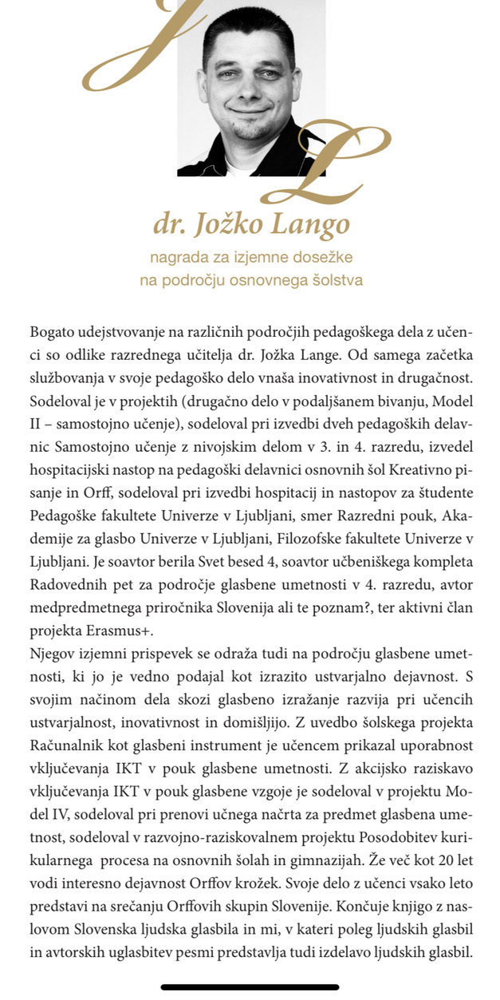 J
L
dr. Jožko Lango
nagrada za izjemne dosežke
na področju osnovnega šolstva
Bogato udejstvovanje na različnih področjih pedagoškega dela z učen-
ci so odlike razrednega učitelja dr. Jožka Lange. Od samega začetka
službovanja v svoje pedagoško delo vnaša inovativnost in drugačnost.
Sodeloval je v projektih (drugačno delo v podaljšanem bivanju, Model
II – samostojno učenje), sodeloval pri izvedbi dveh pedagoških delav-
nic Samostojno učenje z nivojskim delom v 3. in 4. razredu, izvedel
hospitacijski nastop na pedagoški delavnici osnovnih šol Kreativno pi-
sanje in Orff, sodeloval pri izvedbi hospitacij in nastopov za študente
Pedagoške fakultete Univerze v Ljubljani, smer Razredni pouk, Aka-
demije za glasbo Univerze v Ljubljani, Filozofske fakultete Univerze v
Ljubljani. Je soavtor berila Svet besed 4, soavtor učbeniškega kompleta
Radovednih pet za področje glasbene umetnosti v 4. razredu, avtor
medpredmetnega priročnika Slovenija ali te poznam?, ter aktivni član
projekta Erasmus+.
Njegov izjemni prispevek se odraža tudi na področju glasbene umet-
nosti, ki jo je vedno podajal kot izrazito ustvarjalno dejavnost. S
svojim načinom dela skozi glasbeno izražanje razvija pri učencih
ustvarjalnost, inovativnost in domišljijo. Z uvedbo šolskega projekta
Računalnik kot glasbeni instrument je učencem prikazal uporabnost
vključevanja IKT v pouk glasbene umetnosti. Z akcijsko raziskavo
vključevanja IKT v pouk glasbene vzgoje je sodeloval v projektu Mo-
del IV, sodeloval pri prenovi učnega načrta za predmet glasbena ume-
tnost, sodeloval v razvojno-raziskovalnem projektu Posodobitev kuri-
kularnega procesa na osnovnih šolah in gimnazijah. Že več kot 20 let
vodi interesno dejavnost Orffov krožek. Svoje delo z učenci vsako leto
predstavi na srečanju Orffovih skupin Slovenije. Končuje knjigo z nas-
lovom Slovenska ljudska glasbila in mi, v kateri poleg ljudskih glasbil
in avtorskih uglasbitev pesmi predstavlja tudi izdelavo ljudskih glasbil.